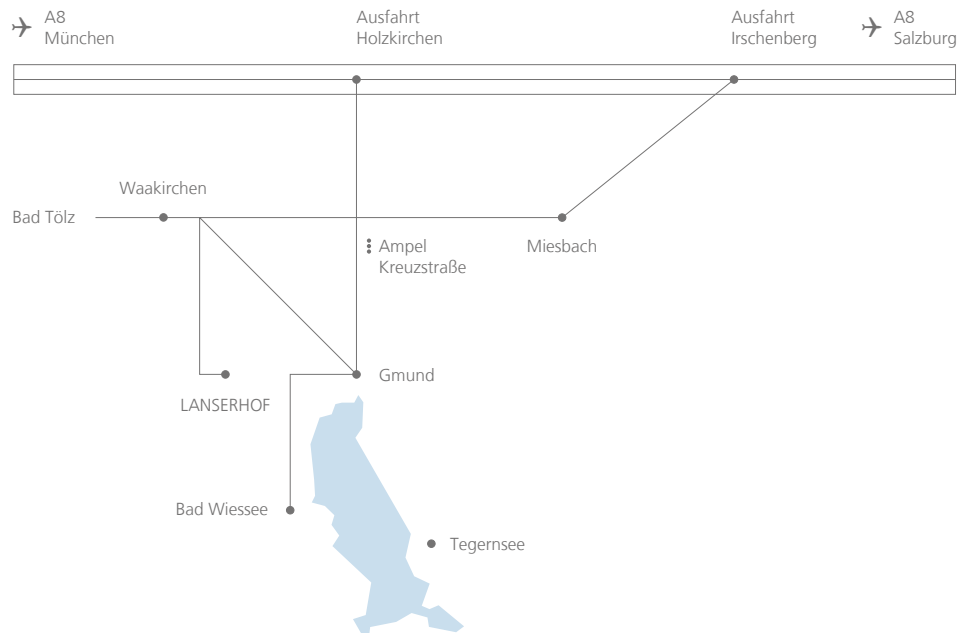 A8
München
Ausfahrt
Holzkirchen
Ausfahrt
Irschenberg
A8
Salzburg
Waakirchen
Bad Tölz
Ampel
Kreuzstraße
Miesbach
Gmund
LANSERHOF
Bad Wiessee
Tegernsee